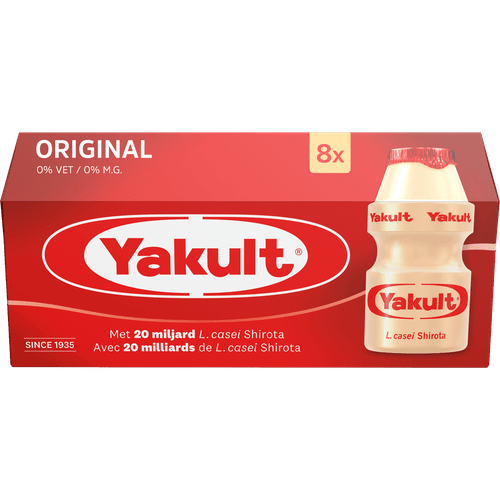 ORIGINAL
0% VET / 0% M.G.
8x
Yakult®
Met 20 miljard L. casei Shirota
Avec 20 milliards de L. casei Shirota
SINCE 1935
Yakult Yakult
Yakult®
L. casei Shirota